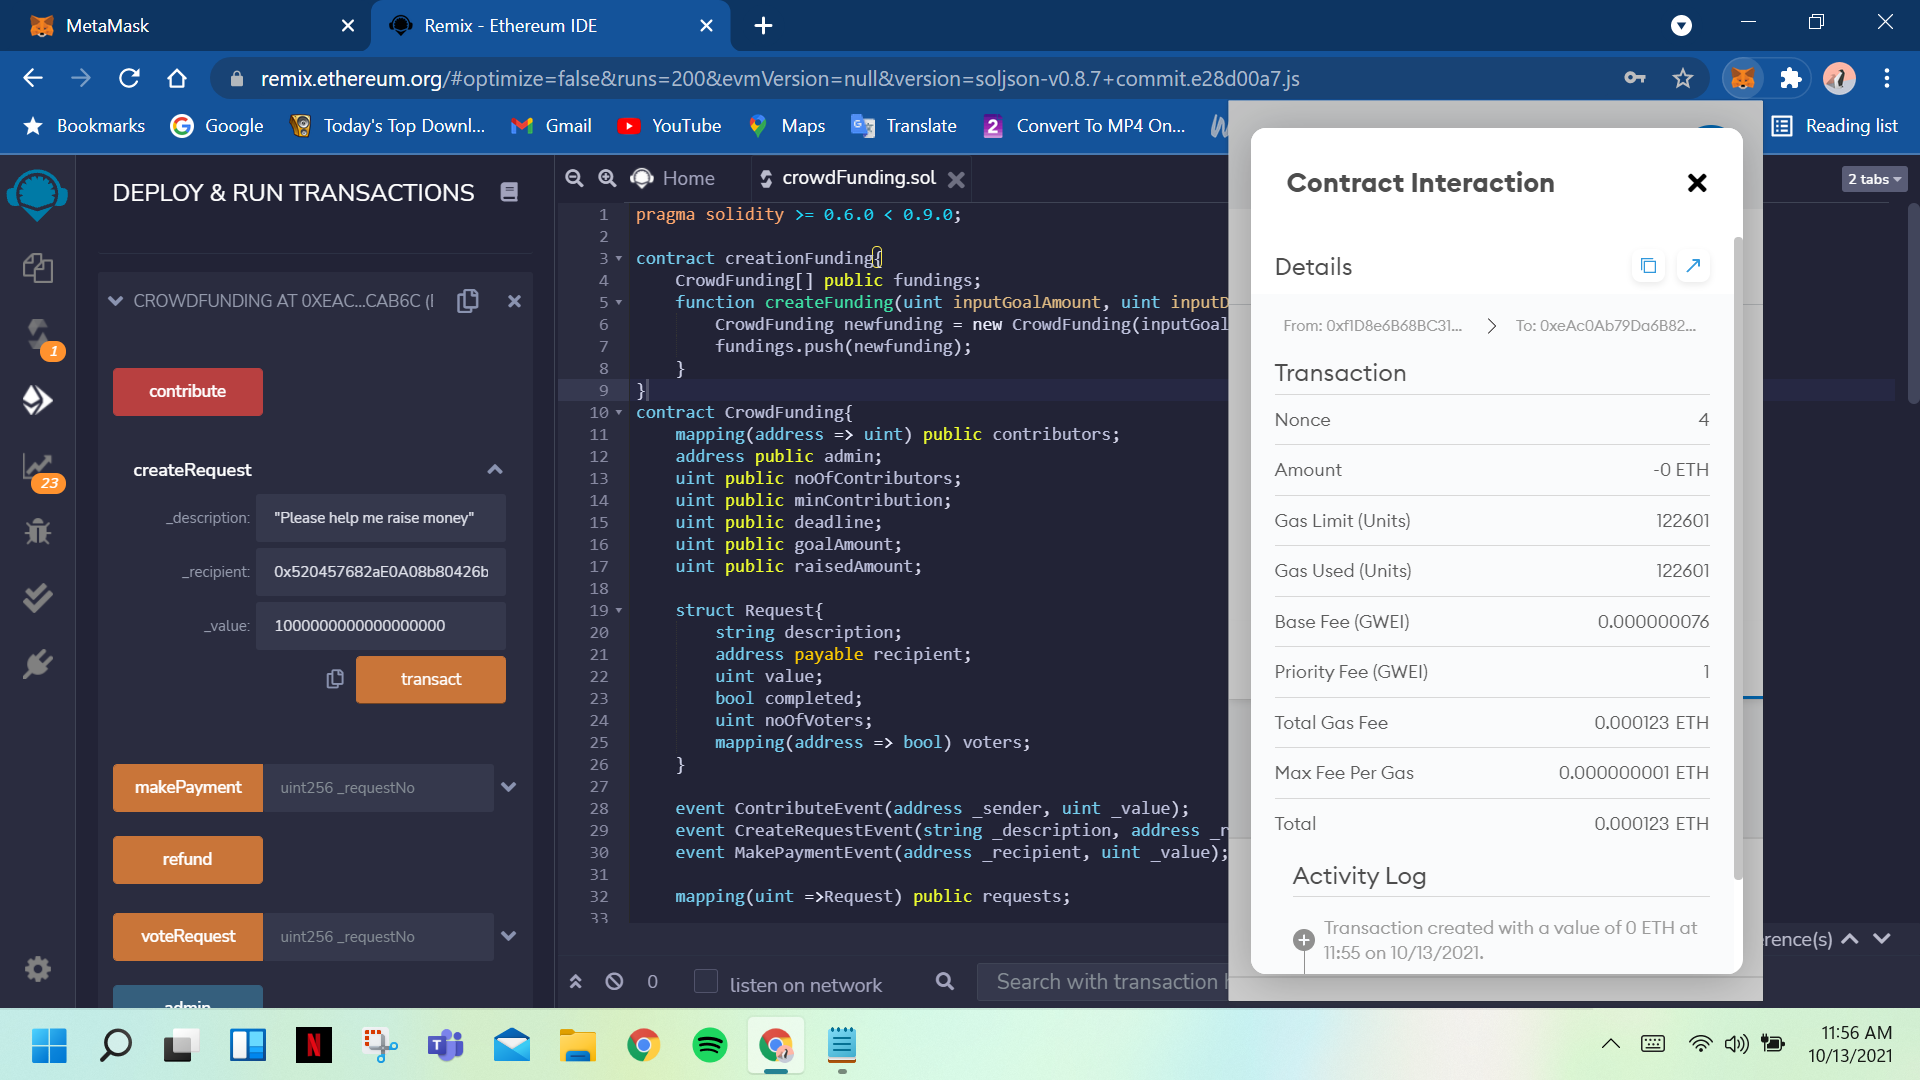 MetaMask
Remix - Ethereum IDE
remix.ethereum.org/#optimize=false&runs=200&evmVersion=null&version=soljson-v0.8.7+commit.e28d00a7.js
Bookmarks
Google
Today's Top Downl...
Gmail
YouTube
Maps
Translate
2 Convert To MP4 On...
Reading list
DEPLOY & RUN TRANSACTIONS
CROWDFUNDING AT 0XEAC...CAB6C (
contribute
createRequest
_description: "Please help me raise money"
_recipient: 0x520457682aE0A08b80426b
_value: 1000000000000000000
transact
makePayment uint256 _requestNo
refund
voteRequest uint256 _requestNo
admin
1
23
Home
crowdFunding.sol
2 tabs
1 pragma solidity >= 0.6.0 < 0.9.0;
2
3 contract creationFunding{
4 CrowdFunding[] public fundings;
5 function createFunding(uint inputGoalAmount, uint inputD
6 CrowdFunding newfunding = new CrowdFunding(inputGoal
7 fundings.push(newfunding);
8 }
9 }
10 contract CrowdFunding{
11 mapping(address => uint) public contributors;
12 address public admin;
13 uint public noOfContributors;
14 uint public minContribution;
15 uint public deadline;
16 uint public goalAmount;
17 uint public raisedAmount;
18
19 struct Request{
20 string description;
21 address payable recipient;
22 uint value;
23 bool completed;
24 uint noOfVoters;
25 mapping(address => bool) voters;
26 }
27
28 event ContributeEvent(address _sender, uint _value);
29 event CreateRequestEvent(string _description, address _r
30 event MakePaymentEvent(address _recipient, uint _value);
31
32 mapping(uint =>Request) public requests;
33
0
listen on network
Search with transaction h
erence(s)
Contract Interaction
Details
From: 0xf1D8e6B68BC31... > To: 0xeAc0Ab79Da6B82...
Transaction
Nonce 4
Amount -0 ETH
Gas Limit (Units) 122601
Gas Used (Units) 122601
Base Fee (GWEI) 0.000000076
Priority Fee (GWEI) 1
Total Gas Fee 0.000123 ETH
Max Fee Per Gas 0.000000001 ETH
Total 0.000123 ETH
Activity Log
Transaction created with a value of 0 ETH at
11:55 on 10/13/2021.
11:56 AM
10/13/2021